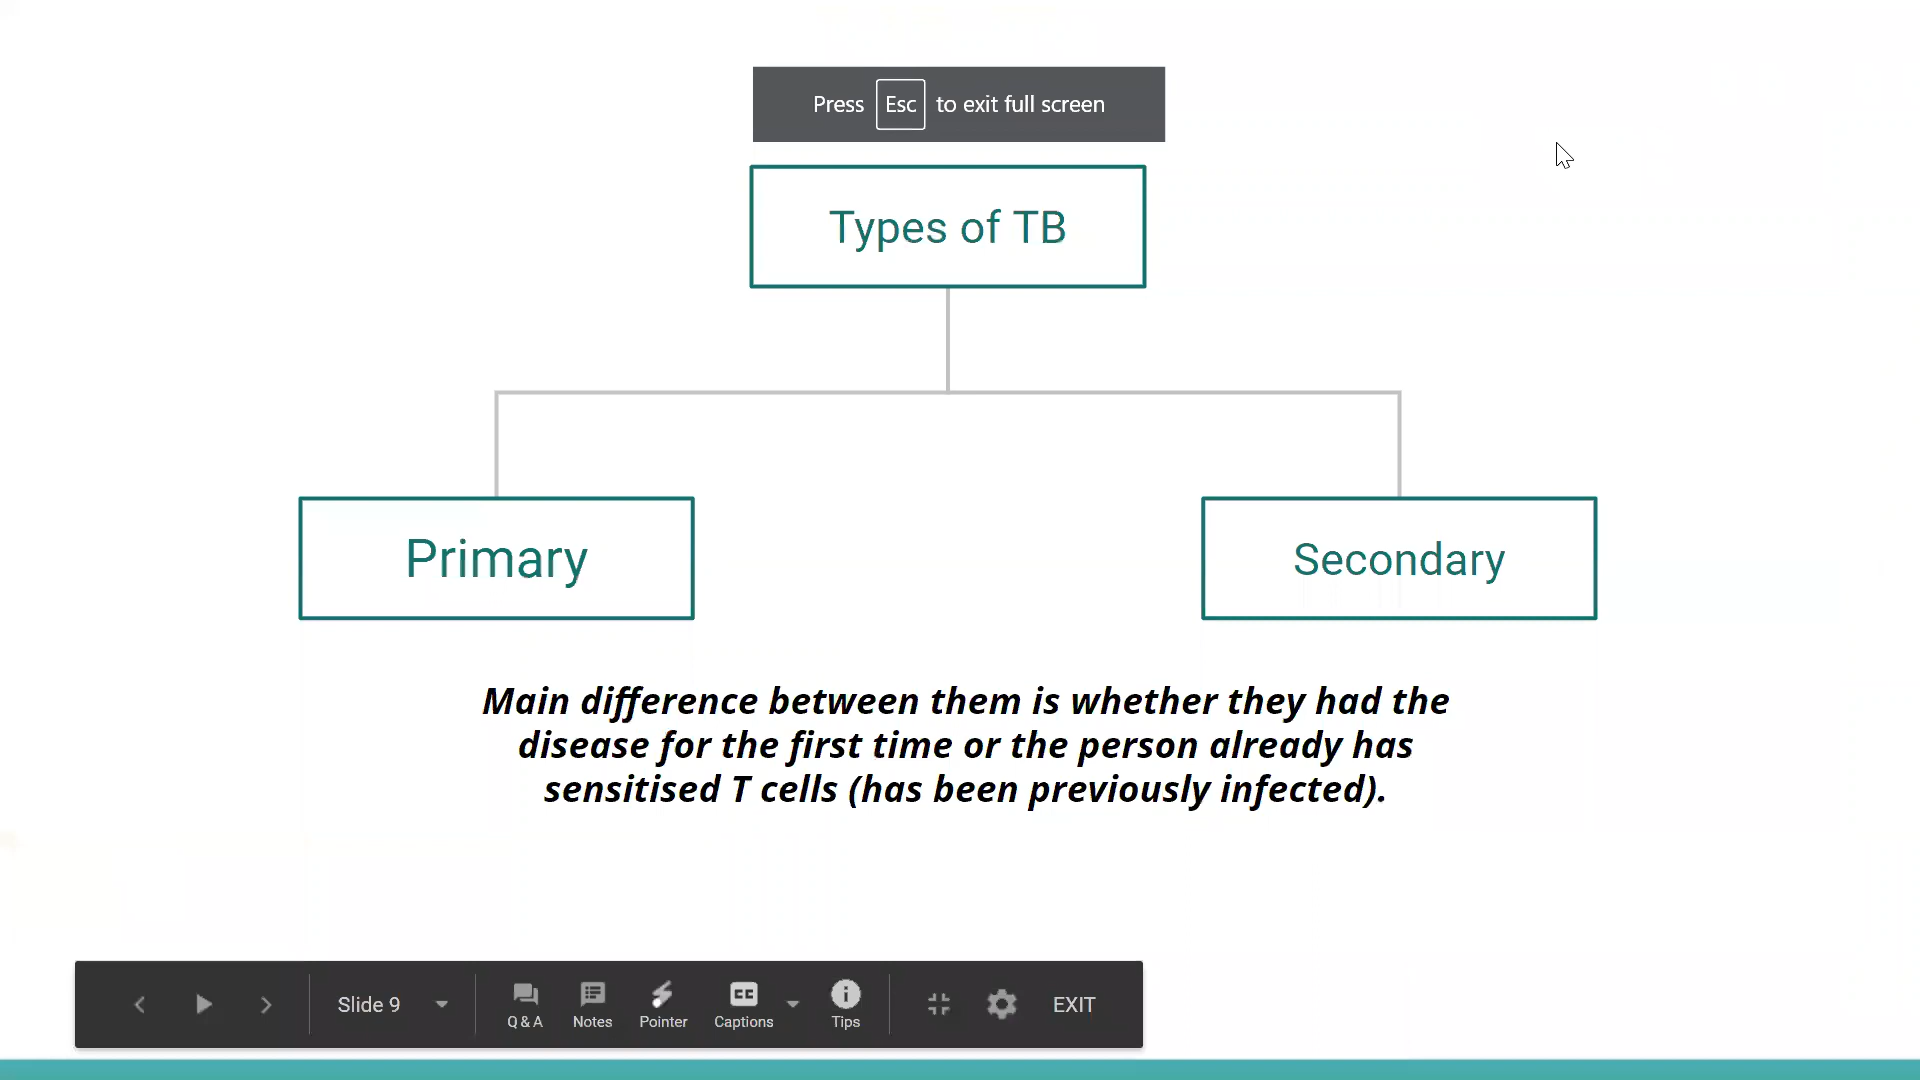 Press Esc to exit full screen
Types of TB
Primary
Secondary
Main difference between them is whether they had the
disease for the first time or the person already has
sensitised T cells (has been previously infected).
Slide 9
Q & A
Notes
Pointer
CC
Captions
Tips
EXIT